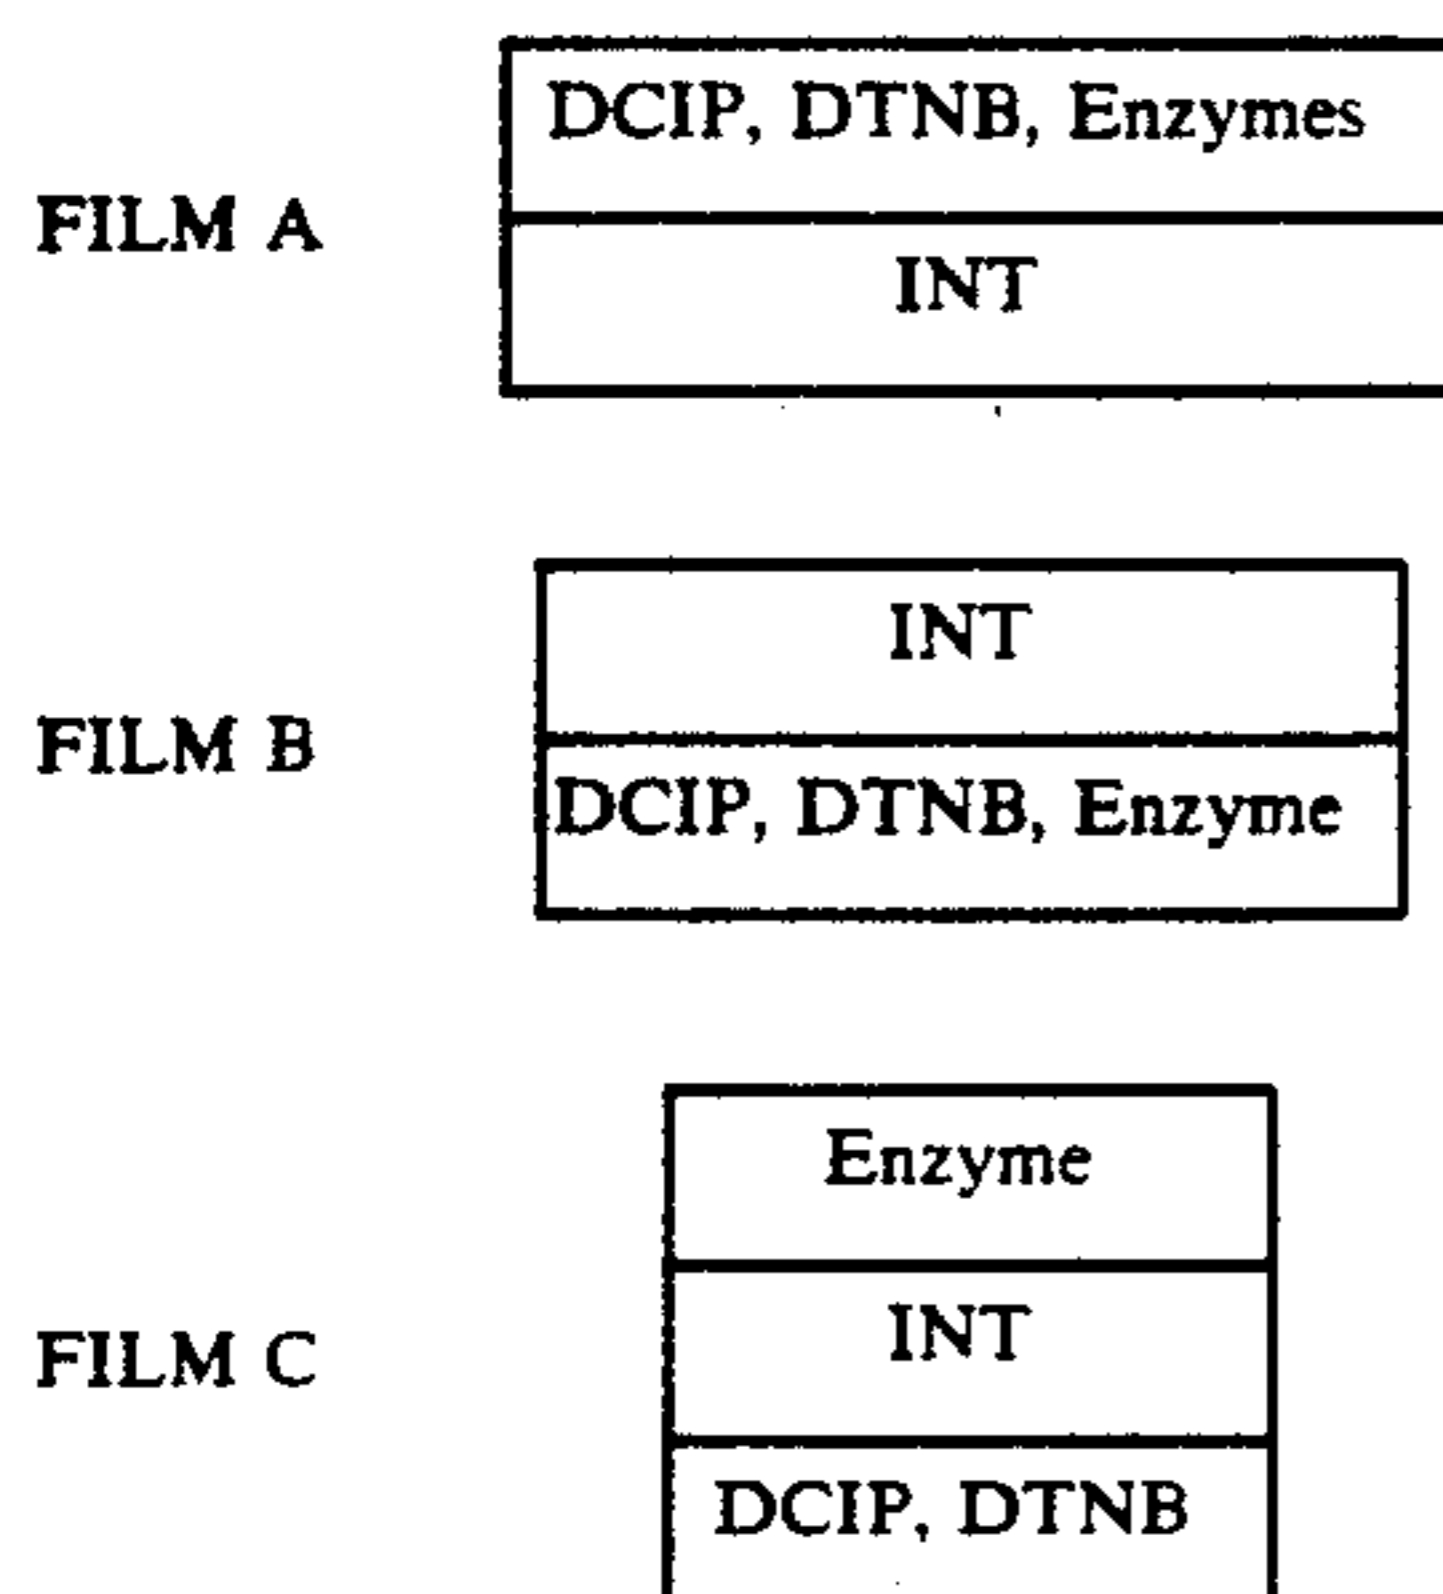 DCIP, DTNB, Enzymes
FILM A
INT
INT
FILM B
DCIP, DTNB, Enzyme
Enzyme
INT
FILM C
DCIP, DTNB